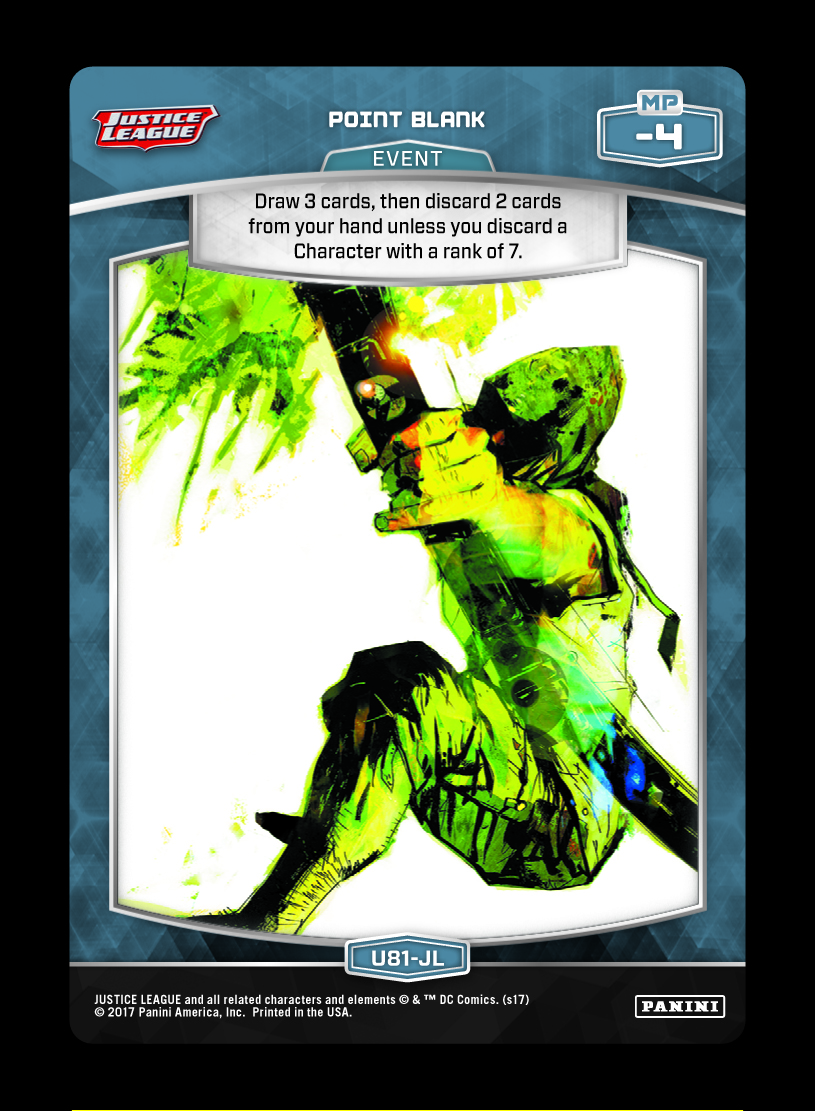 JUSTICE
LEAGUE
POINT BLANK
MP
-4
EVENT
Draw 3 cards, then discard 2 cards
from your hand unless you discard a
Character with a rank of 7.
U81-JL
JUSTICE LEAGUE and all related characters and elements © & ™ DC Comics. (s17)
© 2017 Panini America, Inc. Printed in the USA.
PANINI